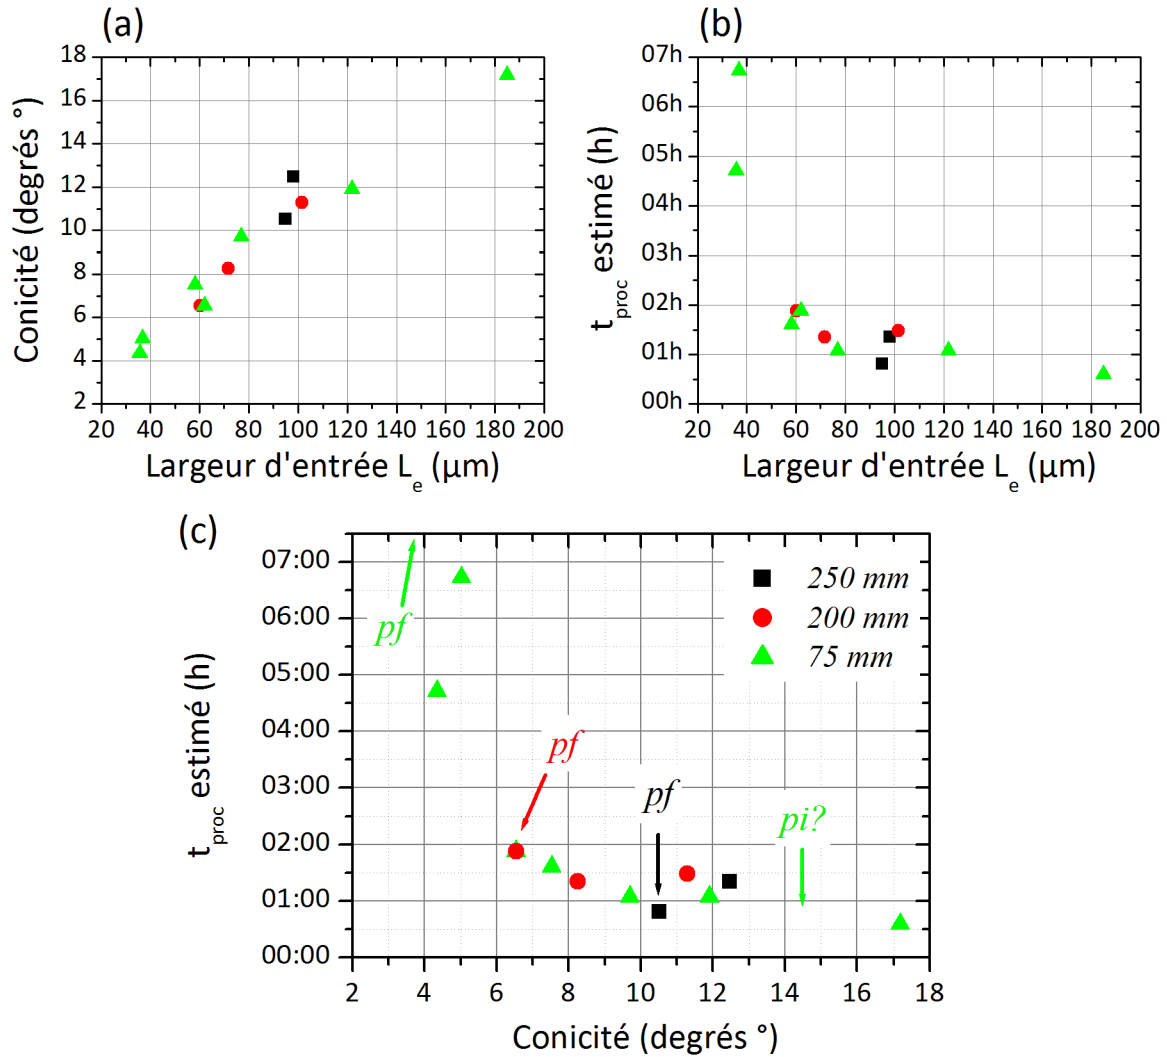 (a)
Conicité (degrés °)
18
16
14
12
10
8
6
4
2
20 40 60 80 100 120 140 160 180 200
Largeur d'entrée Le (µm)
(b)
tproc estimé (h)
07h
06h
05h
04h
03h
02h
01h
00h
20 40 60 80 100 120 140 160 180 200
Largeur d'entrée Le (µm)
(c)
tproc estimé (h)
07:00
06:00
05:00
04:00
03:00
02:00
01:00
00:00
pf
pf
pf
pi?
250 mm
200 mm
75 mm
2 4 6 8 10 12 14 16 18
Conicité (degrés °)